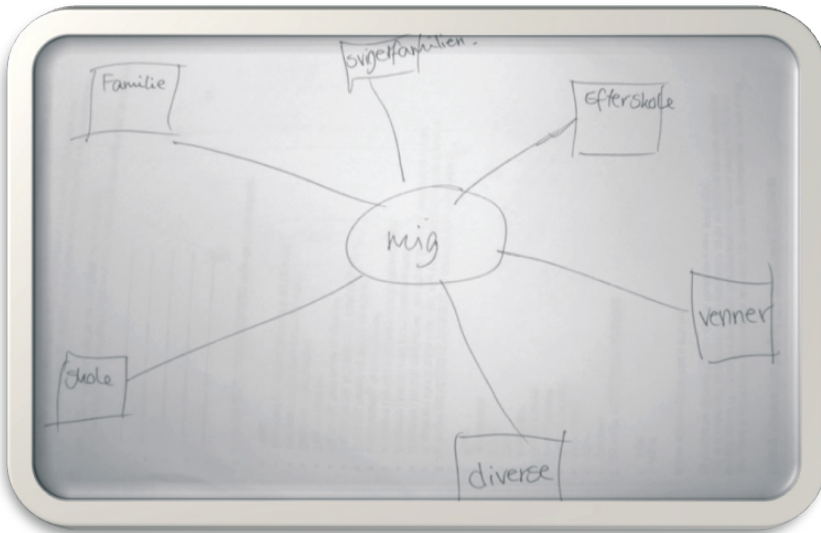 svigerfamilien.
Familie
Efterskole
mig
venner
skole
diverse